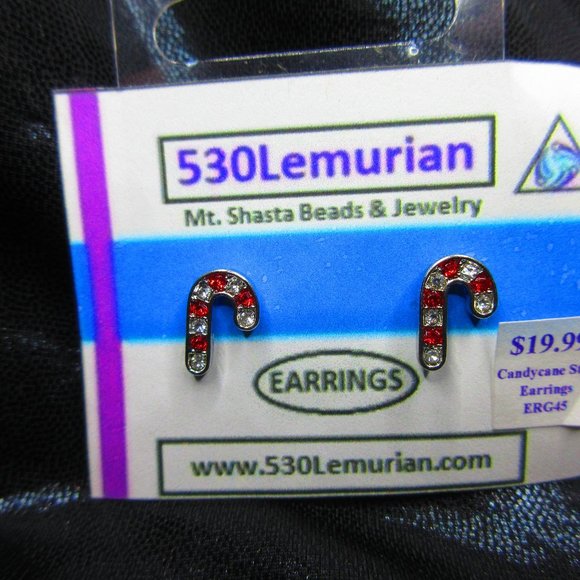 530Lemurian
Mt. Shasta Beads & Jewelry
EARRINGS
$19.99
Candycane
Earrings
ERG45
www.530Lemurian.com